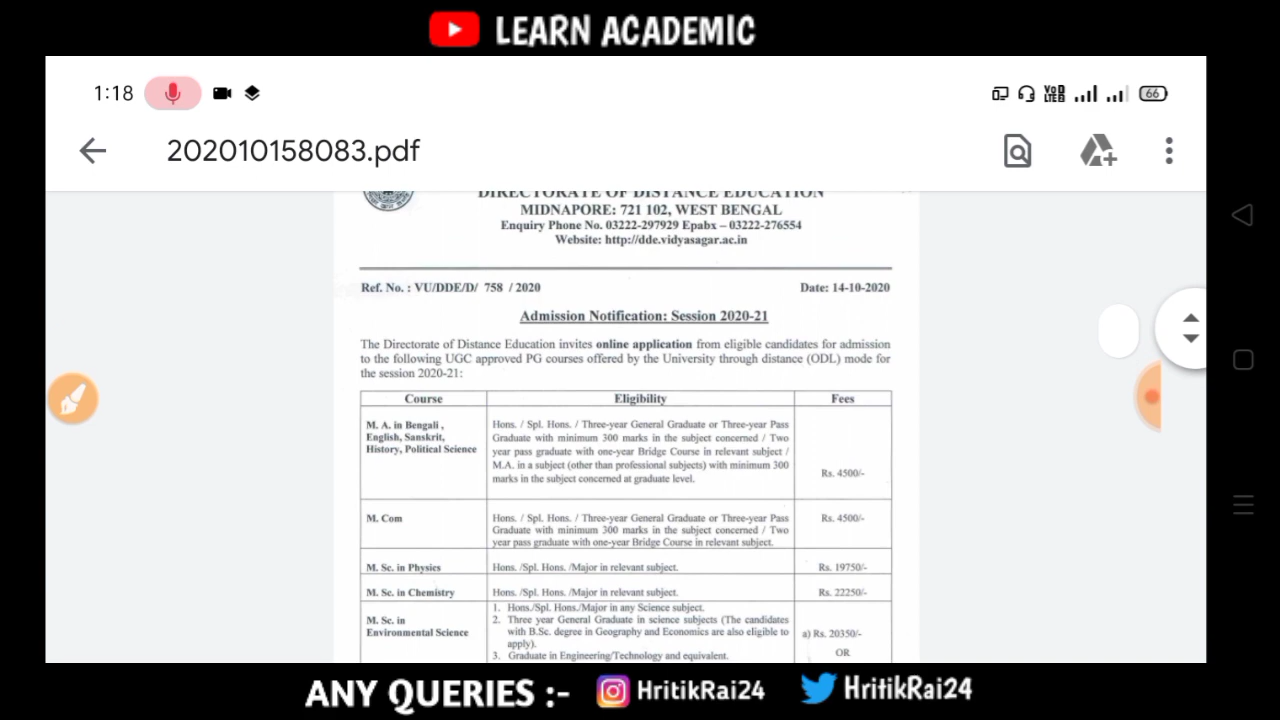 LEARN ACADEMIC
1:18
VoD LTE2
66
202010158083.pdf
DIRECTORATE OF DISTANCE EDUCATION
MIDNAPORE: 721 102, WEST BENGAL
Enquiry Phone No. 03222-297929 Epabx – 03222-276554
Website: http://dde.vidyasagar.ac.in
Ref. No. : VU/DDE/D/ 758 / 2020 Date: 14-10-2020
Admission Notification: Session 2020-21
The Directorate of Distance Education invites online application from eligible candidates for admission
to the following UGC approved PG courses offered by the University through distance (ODL) mode for
the session 2020-21:
Course Eligibility Fees
M. A. in Bengali ,
English, Sanskrit,
History, Political Science
Hons. / Spl. Hons. / Three-year General Graduate or Three-year Pass
Graduate with minimum 300 marks in the subject concerned / Two
year pass graduate with one-year Bridge Course in relevant subject /
M.A. in a subject (other than professional subjects) with minimum 300
marks in the subject concerned at graduate level.
Rs. 4500/-
M. Com
Hons. / Spl. Hons. / Three-year General Graduate or Three-year Pass
Graduate with minimum 300 marks in the subject concerned / Two
year pass graduate with one-year Bridge Course in relevant subject.
Rs. 4500/-
M. Sc. in Physics Hons. /Spl. Hons. /Major in relevant subject. Rs. 19750/-
M. Sc. in Chemistry Hons. /Spl. Hons. /Major in relevant subject. Rs. 22250/-
M. Sc. in
Environmental Science
1. Hons./Spl. Hons./Major in any Science subject.
2. Three year General Graduate in science subjects (The candidates
with B.Sc. degree in Geography and Economics are also eligible to
apply).
3. Graduate in Engineering/Technology and equivalent.
a) Rs. 20350/-
OR
ANY QUERIES :- HritikRai24 HritikRai24